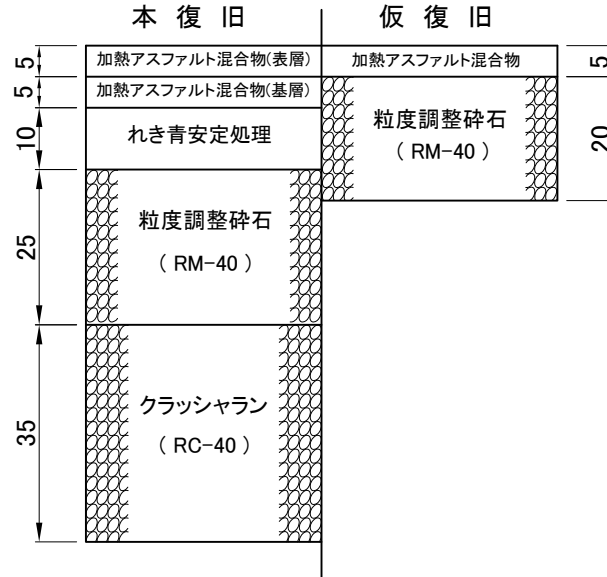 本復旧
仮復旧
5
加熱アスファルト混合物(表層)
加熱アスファルト混合物
5
5
加熱アスファルト混合物(基層)
10
れき青安定処理
粒度調整砕石
(RM-40)
20
25
粒度調整砕石
(RM-40)
35
クラッシャラン
(RC-40)